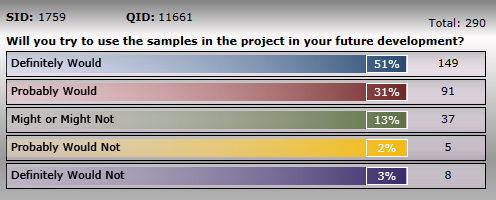 SID: 1759 QID: 11661 Total: 290
Will you try to use the samples in the project in your future development?
Definitely Would 51% 149
Probably Would 31% 91
Might or Might Not 13% 37
Probably Would Not 2% 5
Definitely Would Not 3% 8